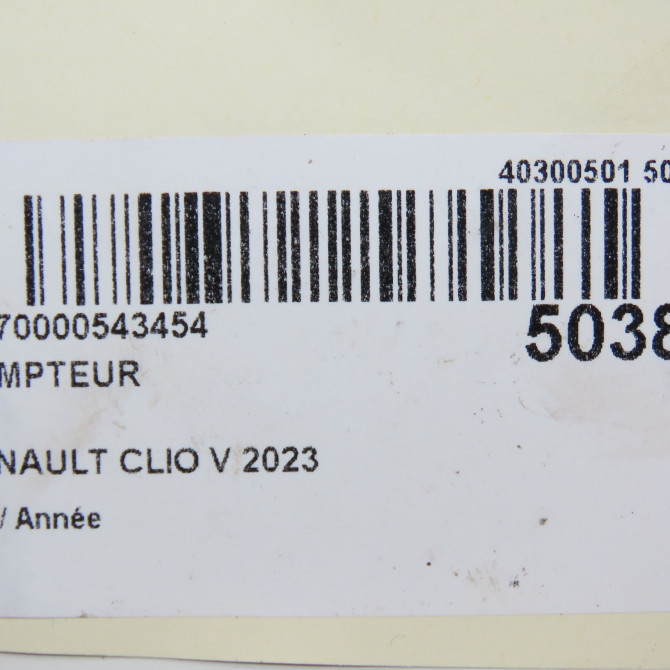 40300501 50
70000543454
5038
MPTEUR
NAULT CLIO V 2023
/ Année